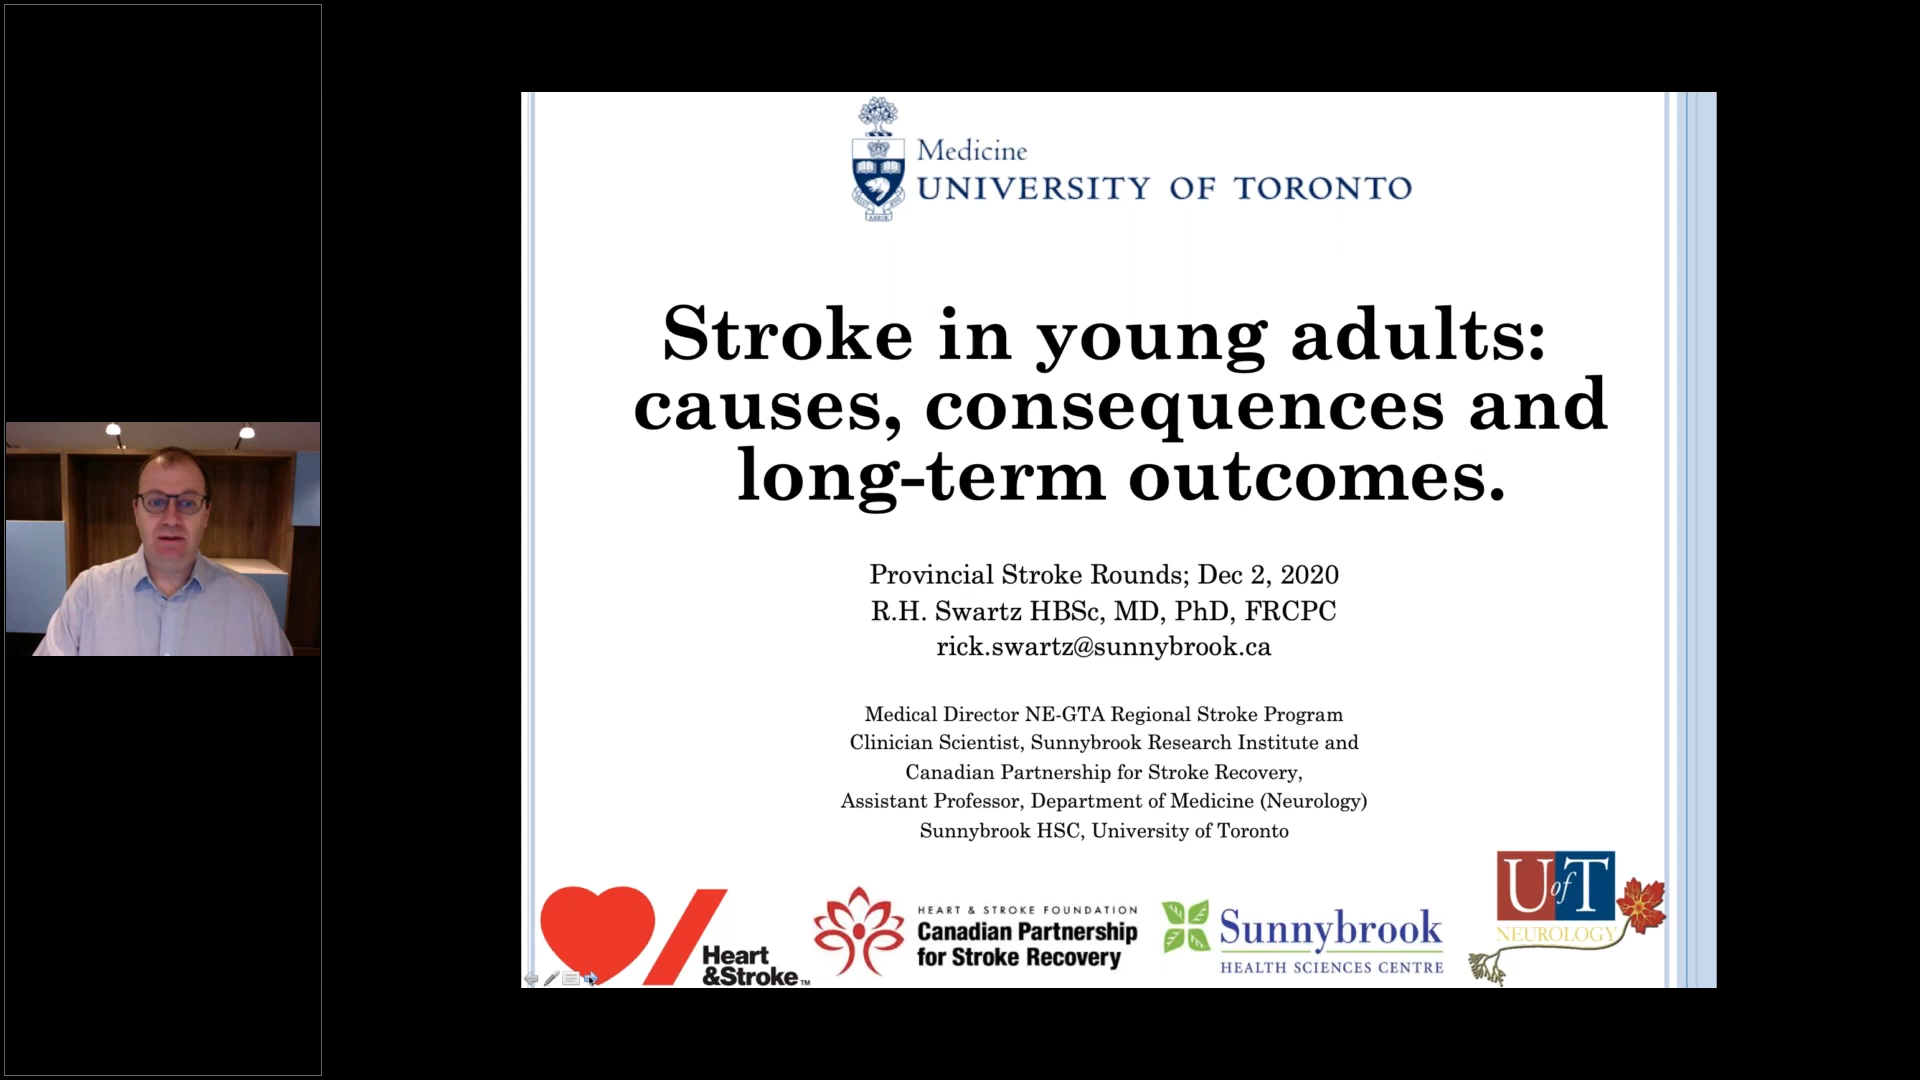 Medicine
UNIVERSITY OF TORONTO
Stroke in young adults:
causes, consequences and
long-term outcomes.
Provincial Stroke Rounds; Dec 2, 2020
R.H. Swartz HBSc, MD, PhD, FRCPC
rick.swartz@sunnybrook.ca
Medical Director NE-GTA Regional Stroke Program
Clinician Scientist, Sunnybrook Research Institute and
Canadian Partnership for Stroke Recovery,
Assistant Professor, Department of Medicine (Neurology)
Sunnybrook HSC, University of Toronto
Heart
&Stroke™
HEART & STROKE FOUNDATION
Canadian Partnership
for Stroke Recovery
Sunnybrook
HEALTH SCIENCES CENTRE
U of T
NEUROLOGY